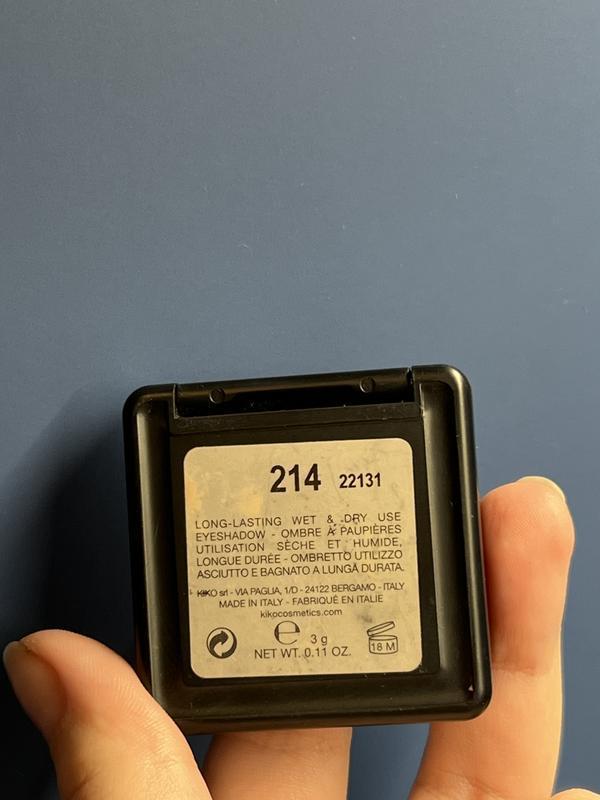 214 22131
LONG-LASTING WET & DRY USE
EYESHADOW - OMBRE À PAUPIÈRES
UTILISATION SÈCHE ET HUMIDE,
LONGUE DURÉE - OMBRETTO UTILIZZO
ASCIUTTO E BAGNATO A LUNGA DURATA.
KIKO srl - VIA PAGLIA, 1/D - 24122 BERGAMO - ITALY
MADE IN ITALY - FABRIQUÉ EN ITALIE
kikocosmetics.com
℮ 3 g
NET WT. 0.11 OZ.
18 M